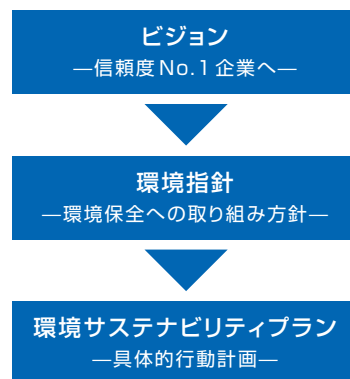 ビジョン
―信頼度No.1企業へ―
環境指針
―環境保全への取り組み方針―
環境サステナビリティプラン
―具体的行動計画―